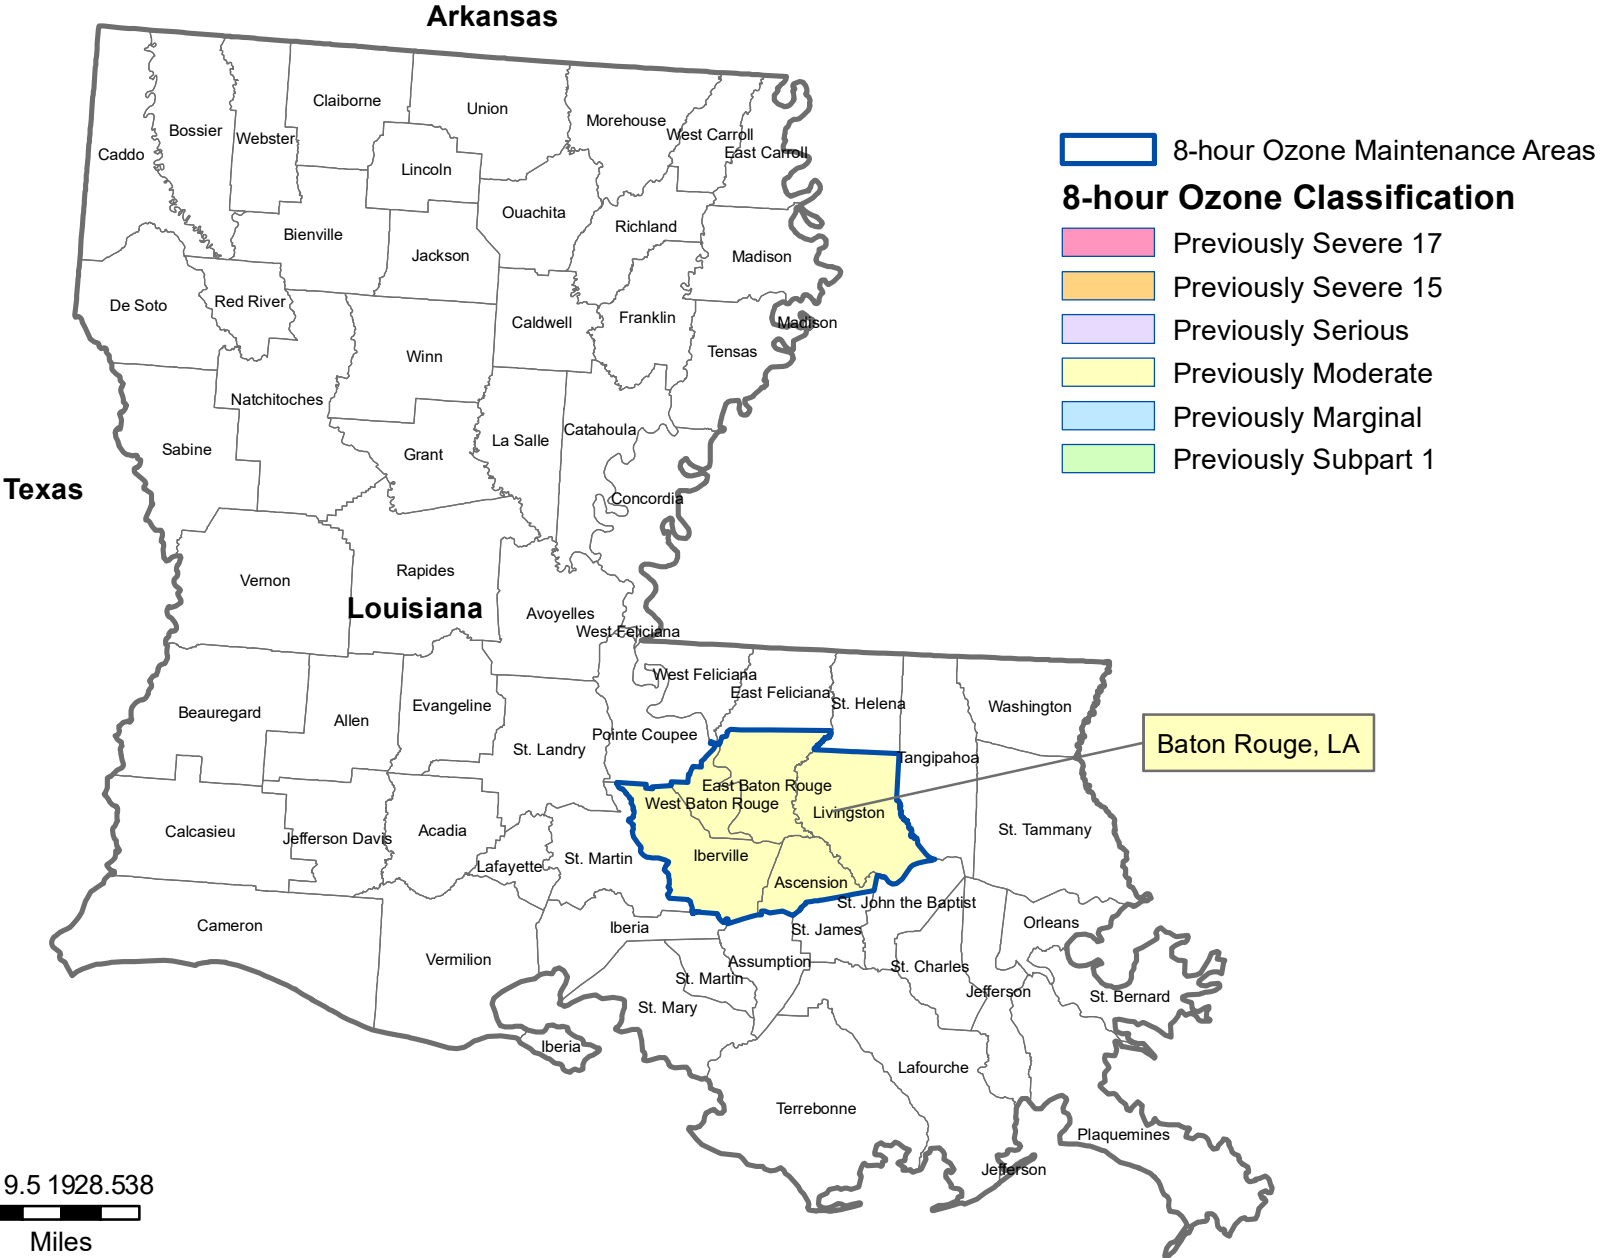 Arkansas
8-hour Ozone Maintenance Areas
8-hour Ozone Classification
Previously Severe 17
Previously Severe 15
Previously Serious
Previously Moderate
Previously Marginal
Previously Subpart 1
Claiborne
Union
Morehouse
Bossier
Webster
West Carroll
East Carroll
Caddo
Lincoln
Ouachita
Richland
Bienville
Jackson
Madison
De Soto
Red River
Caldwell
Franklin
Madison
Winn
Tensas
Natchitoches
Sabine
La Salle
Catahoula
Grant
Texas
Concordia
Vernon
Rapides
Louisiana
Avoyelles
West Feliciana
West Feliciana
East Feliciana
St. Helena
Washington
Beauregard
Allen
Evangeline
Pointe Coupee
St. Landry
Tangipahoa
Baton Rouge, LA
East Baton Rouge
West Baton Rouge
Livingston
Calcasieu
Jefferson Davis
Acadia
St. Tammany
Lafayette
St. Martin
Iberville
Ascension
St. John the Baptist
Cameron
Iberia
St. James
Orleans
Vermilion
Assumption
St. Charles
St. Martin
Jefferson
St. Bernard
St. Mary
Iberia
Lafourche
Terrebonne
Plaquemines
Jefferson
9.5 1928.538
Miles